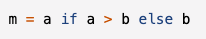 m = a if a > b else b